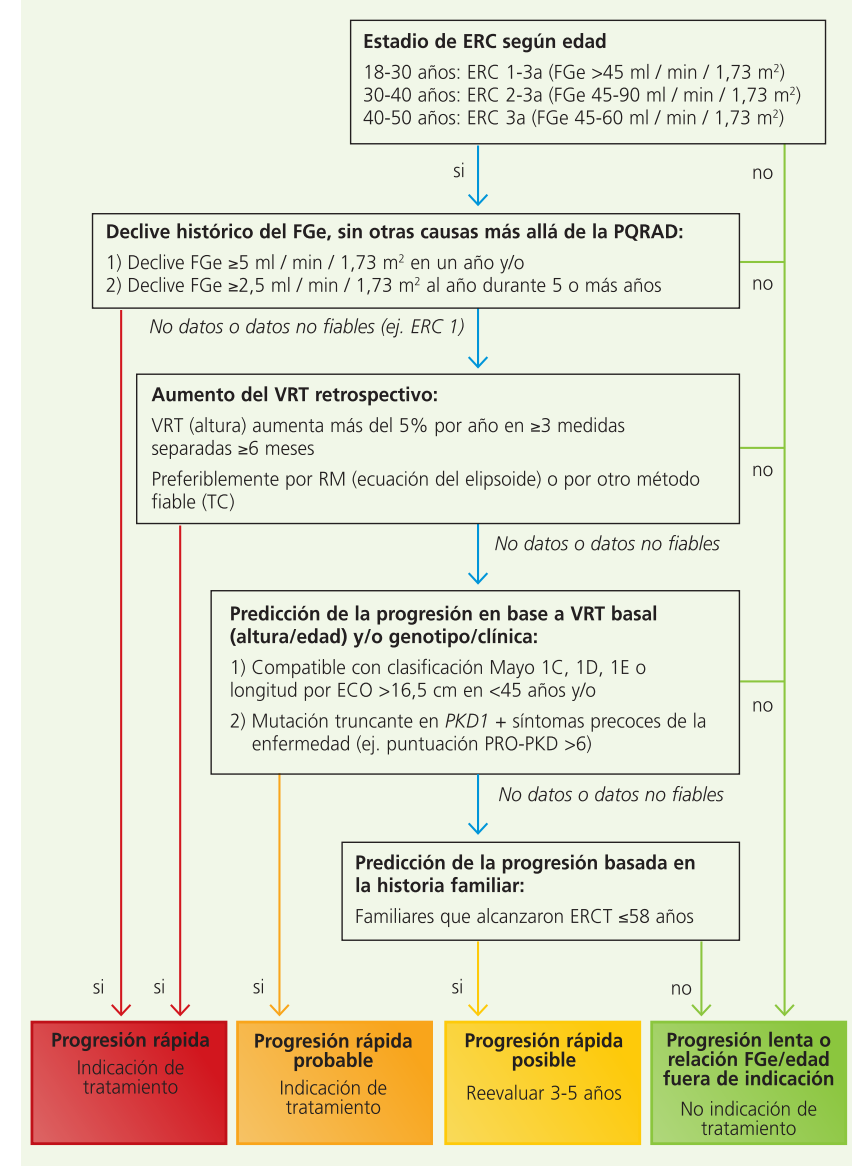 Estadio de ERC según edad
18-30 años: ERC 1-3a (FGe >45 ml / min / 1,73 m²)
30-40 años: ERC 2-3a (FGe 45-90 ml / min / 1,73 m²)
40-50 años: ERC 3a (FGe 45-60 ml / min / 1,73 m²)
si
no
Declive histórico del FGe, sin otras causas más allá de la PQRAD:
1) Declive FGe ≥5 ml / min / 1,73 m² en un año y/o
2) Declive FGe ≥2,5 ml / min / 1,73 m² al año durante 5 o más años
no
No datos o datos no fiables (ej. ERC 1)
Aumento del VRT retrospectivo:
VRT (altura) aumenta más del 5% por año en ≥3 medidas
separadas ≥6 meses
Preferiblemente por RM (ecuación del elipsoide) o por otro método
fiable (TC)
no
No datos o datos no fiables
Predicción de la progresión en base a VRT basal
(altura/edad) y/o genotipo/clínica:
1) Compatible con clasificación Mayo 1C, 1D, 1E o
longitud por ECO >16,5 cm en <45 años y/o
2) Mutación truncante en PKD1 + síntomas precoces de la
enfermedad (ej. puntuación PRO-PKD >6)
no
No datos o datos no fiables
Predicción de la progresión basada en
la historia familiar:
Familiares que alcanzaron ERCT ≤58 años
si
si
si
si
no
Progresión rápida
Indicación de
tratamiento
Progresión rápida
probable
Indicación de
tratamiento
Progresión rápida
posible
Reevaluar 3-5 años
Progresión lenta o
relación FGe/edad
fuera de indicación
No indicación de
tratamiento